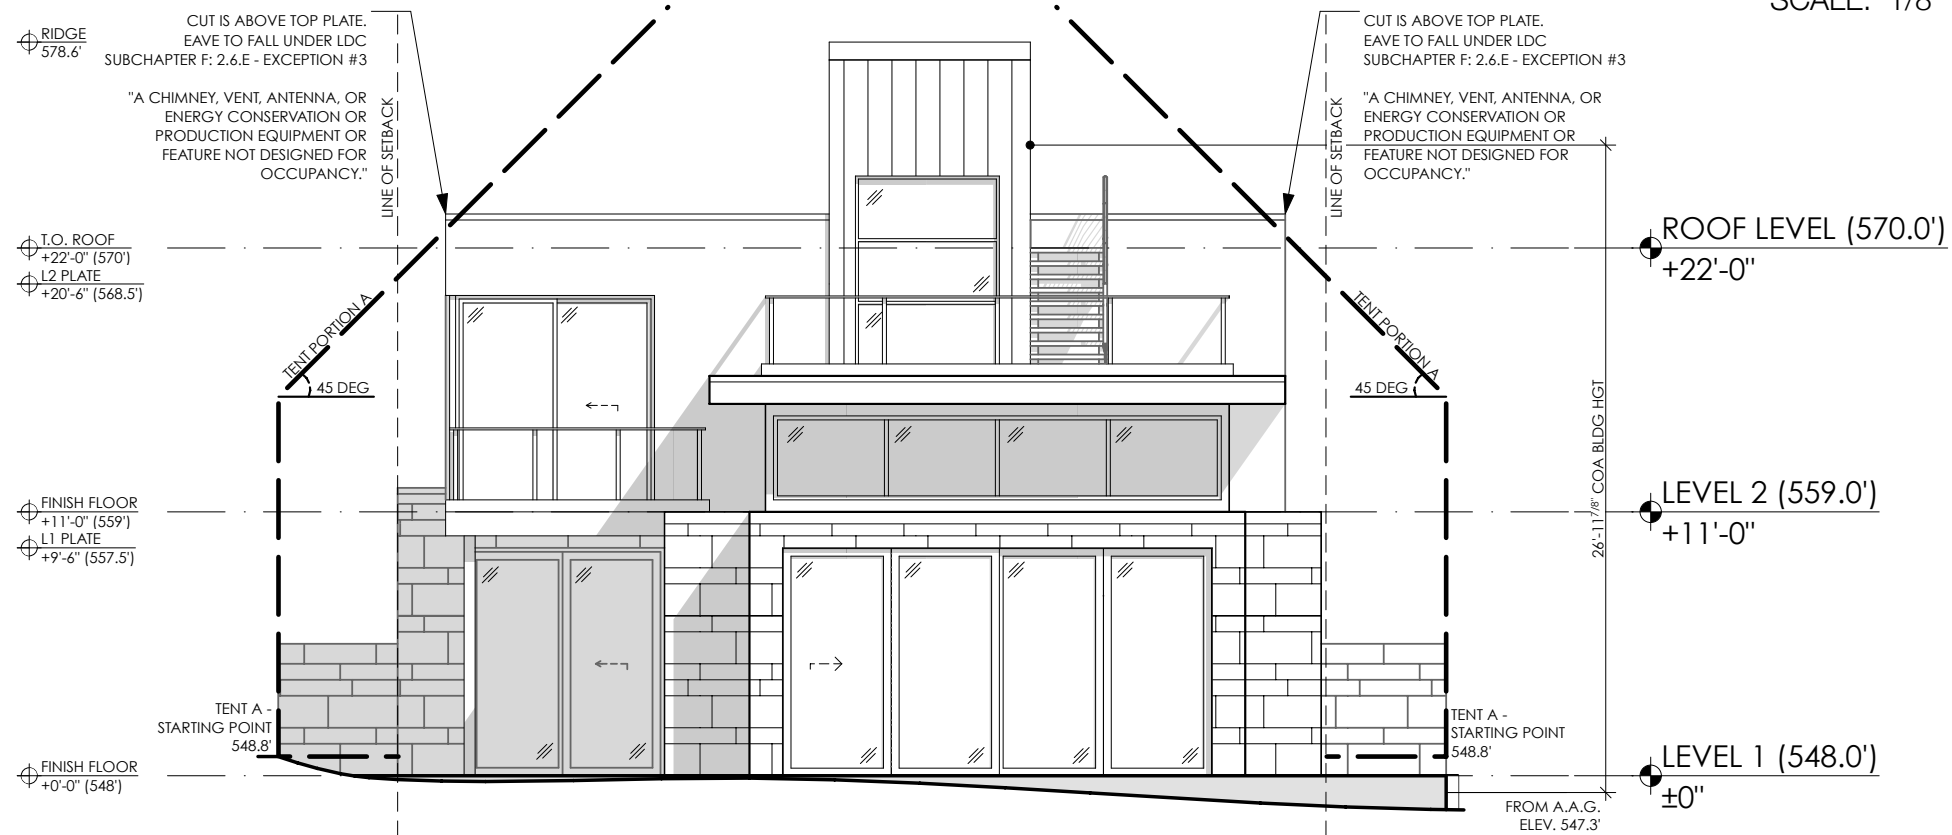 SCALE: 1/8"
CUT IS ABOVE TOP PLATE.
EAVE TO FALL UNDER LDC
SUBCHAPTER F: 2.6.E - EXCEPTION #3
"A CHIMNEY, VENT, ANTENNA, OR
ENERGY CONSERVATION OR
PRODUCTION EQUIPMENT OR
FEATURE NOT DESIGNED FOR
OCCUPANCY."
LINE OF SETBACK
CUT IS ABOVE TOP PLATE.
EAVE TO FALL UNDER LDC
SUBCHAPTER F: 2.6.E - EXCEPTION #3
"A CHIMNEY, VENT, ANTENNA, OR
ENERGY CONSERVATION OR
PRODUCTION EQUIPMENT OR
FEATURE NOT DESIGNED FOR
OCCUPANCY."
LINE OF SETBACK
RIDGE
578.6'
T.O. ROOF
+22'-0" (570')
L2 PLATE
+20'-6" (568.5')
ROOF LEVEL (570.0')
+22'-0"
TENT PORTION A
45 DEG
TENT PORTION A
45 DEG
26'-11 7/8" COA BLDG HGT
FINISH FLOOR
+11'-0" (559')
L1 PLATE
+9'-6" (557.5')
LEVEL 2 (559.0')
+11'-0"
TENT A -
STARTING POINT
548.8'
TENT A -
STARTING POINT
548.8'
FINISH FLOOR
+0'-0" (548')
LEVEL 1 (548.0')
±0"
FROM A.A.G.
ELEV. 547.3'